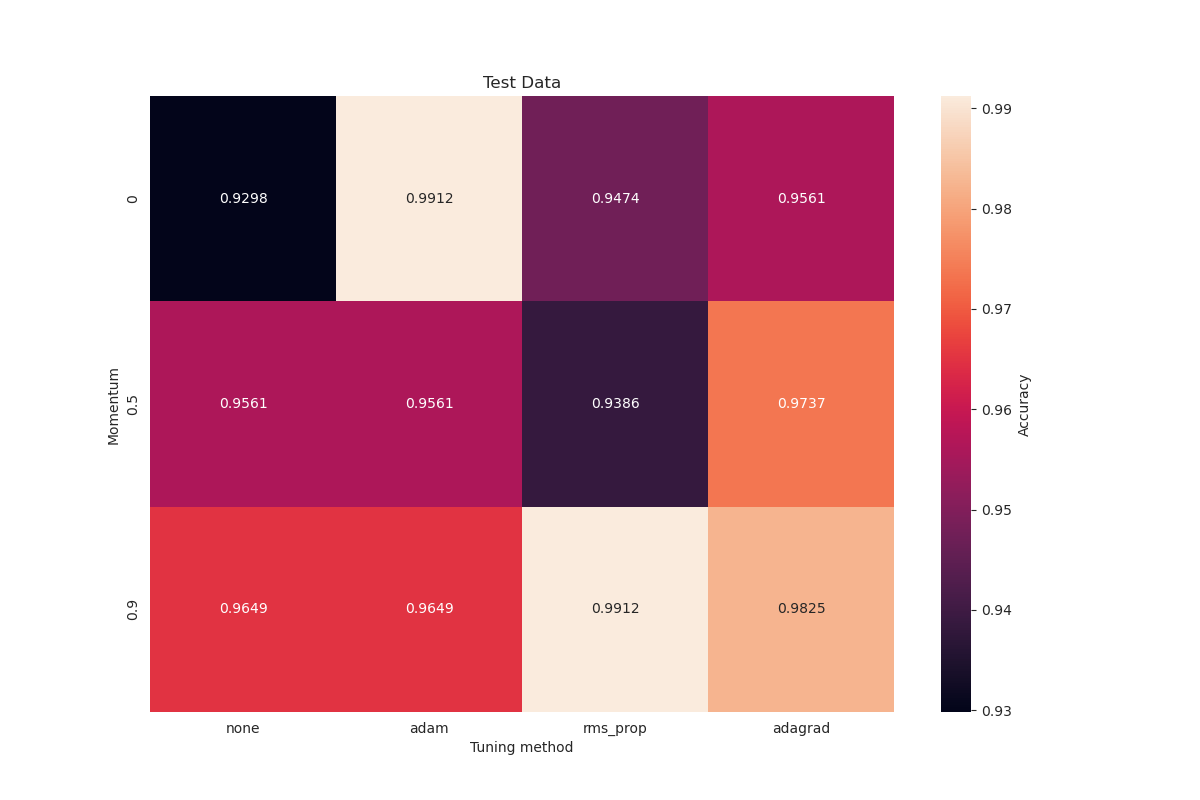 Test Data
0.9298 0.9912 0.9474 0.9561
0.9561 0.9561 0.9386 0.9737
0.9649 0.9649 0.9912 0.9825
0
0.5
0.9
Momentum
none adam rms_prop adagrad
Tuning method
0.99
0.98
0.97
0.96
0.95
0.94
0.93
Accuracy